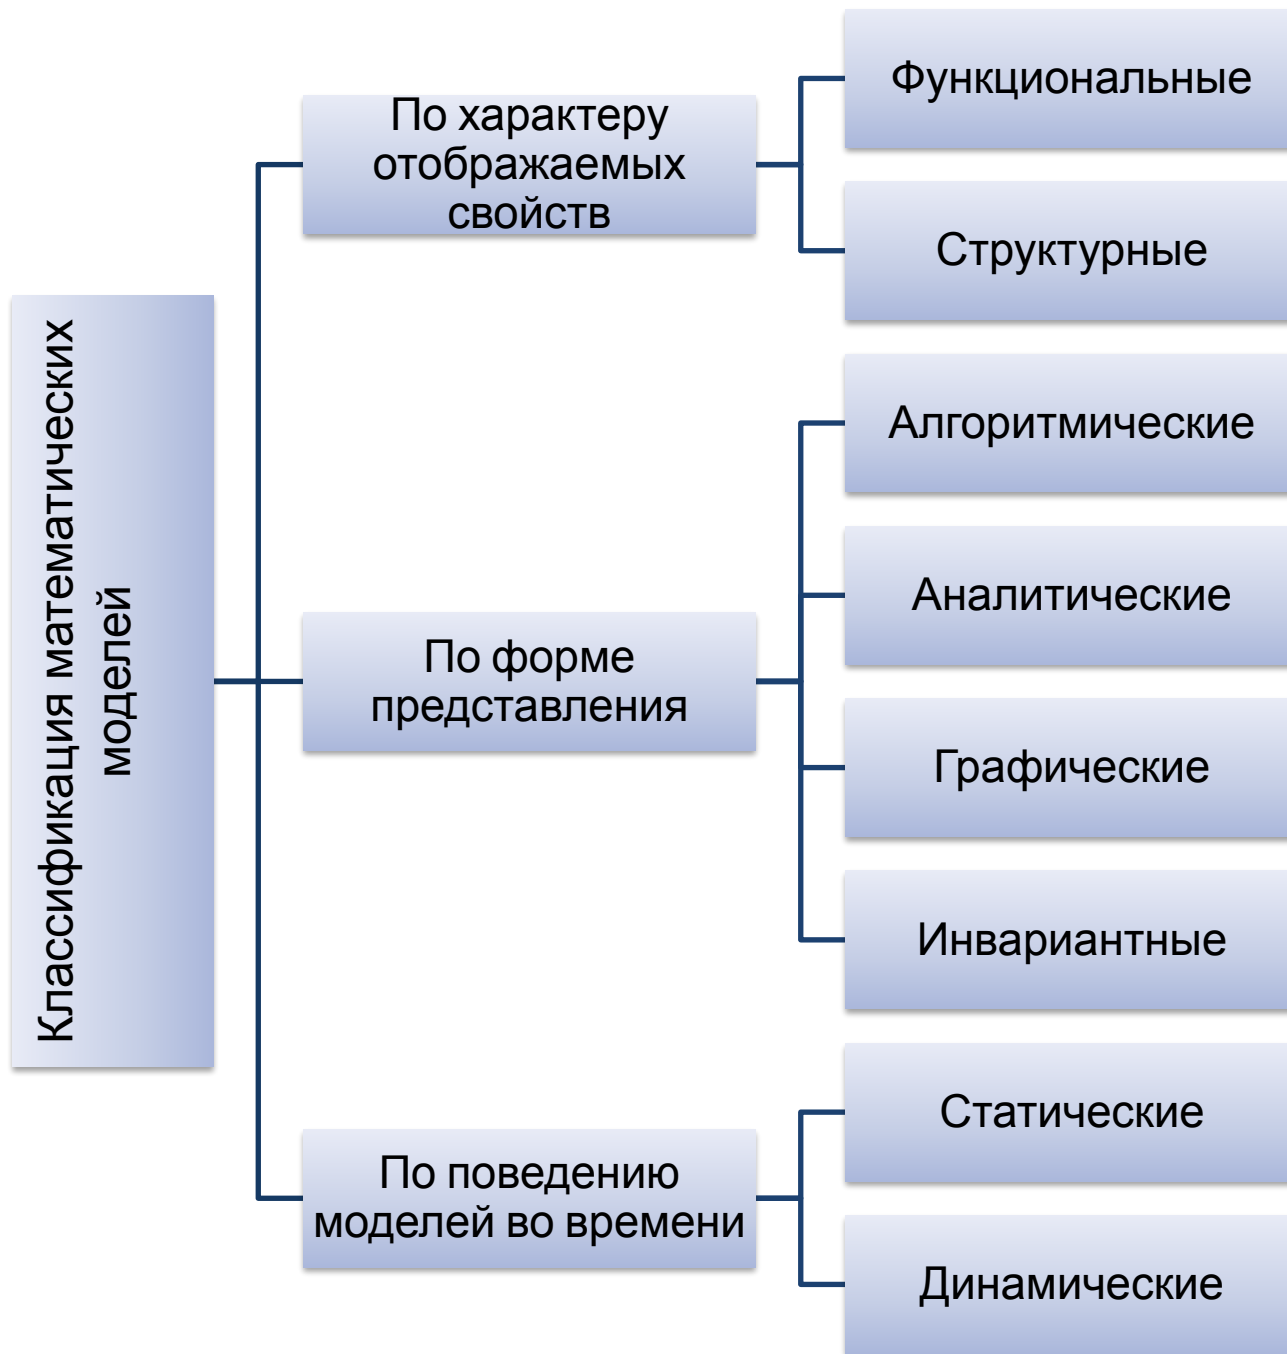 Классификация математических
моделей
По характеру
отображаемых
свойств
Функциональные
Структурные
По форме
представления
Алгоритмические
Аналитические
Графические
Инвариантные
По поведению
моделей во времени
Статические
Динамические